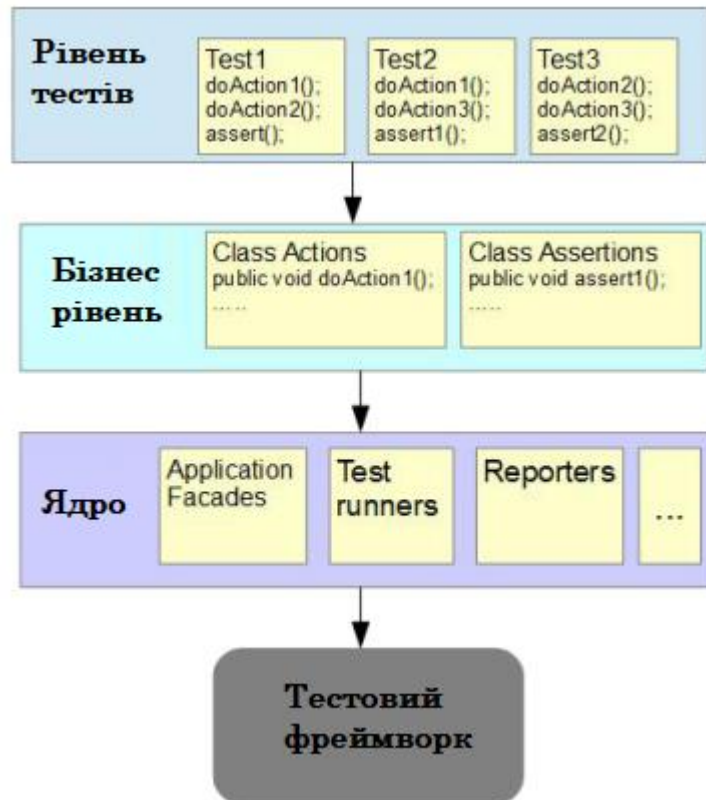 Рівень
тестів
Test1
doAction1();
doAction2();
assert();
Test2
doAction1();
doAction3();
assert1();
Test3
doAction2();
doAction3();
assert2();
Бізнес
рівень
Class Actions
public void doAction1();
.....
Class Assertions
public void assert1();
.....
Ядро
Application
Facades
Test
runners
Reporters
...
Тестовий
фреймворк